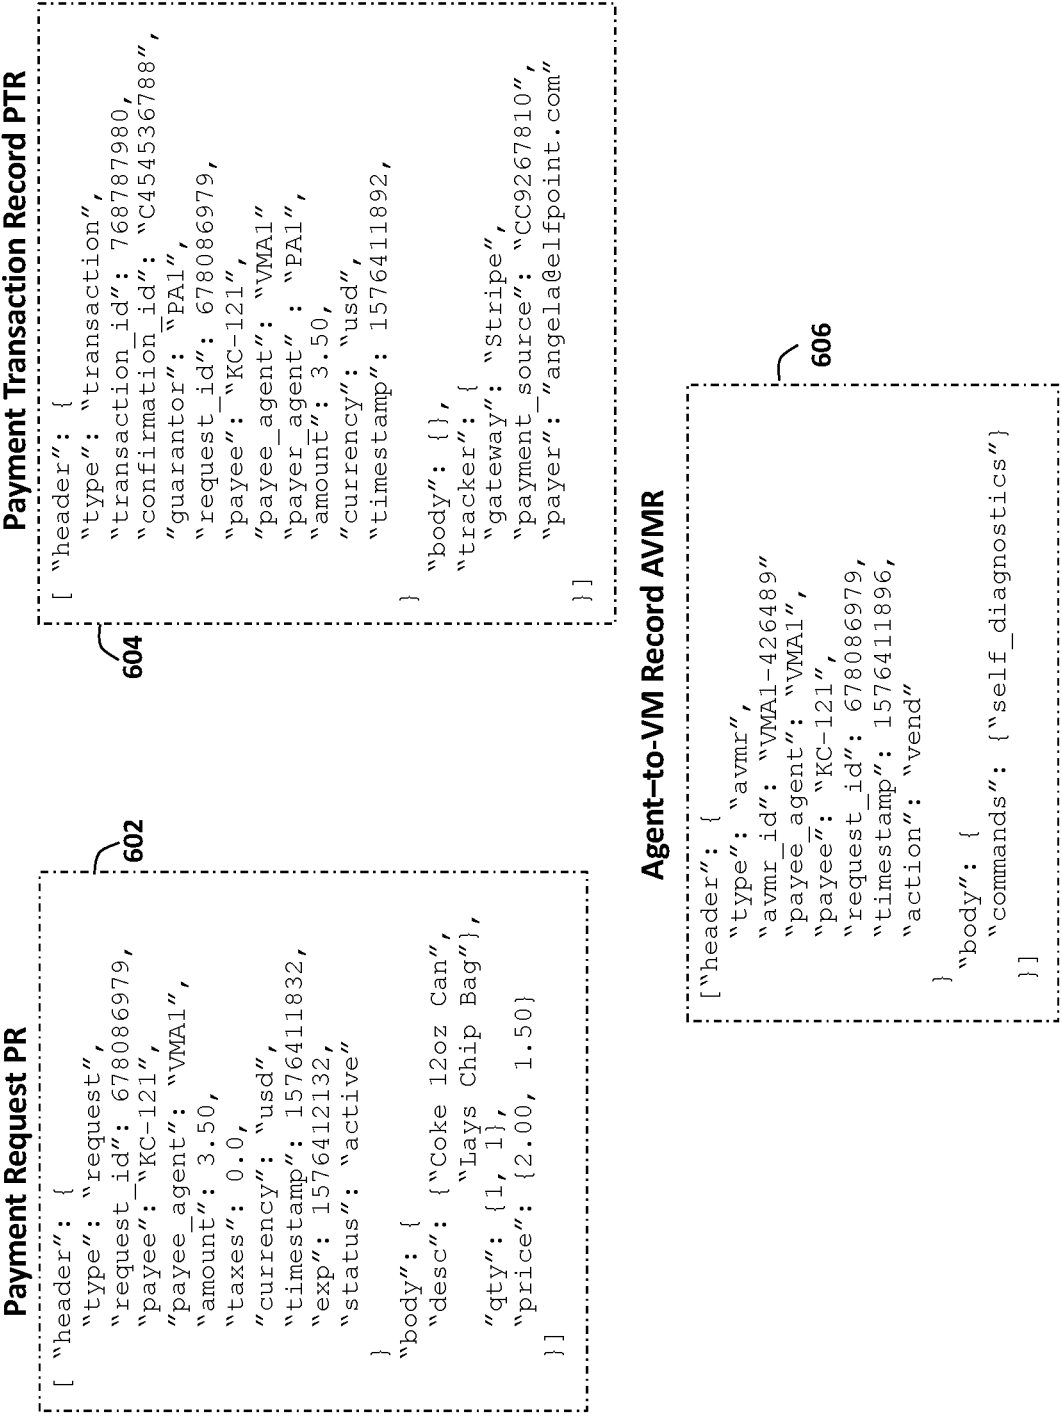 Payment Request PR
602
[ “header”: {
“type”: “request”,
“request_id”: 678086979,
“payee”: “KC-121”,
”payee_agent”: “VMA1”,
“amount”: 3.50,
“taxes”: 0.0,
”currency”: “usd”,
“timestamp”: 1576411832,
“exp”: 1576412132,
“status”: “active”
}
“body”: {
“desc”: {“Coke 12oz Can”,
“Lays Chip Bag”},
”qty”: {1, 1},
“price”: {2.00, 1.50}
}]
Payment Transaction Record PTR
604
[ “header”: {
“type”: “transaction”,
“transaction_id”: 768787980,
“confirmation_id”: “C454536788”,
”guarantor”: “PA1”,
“request_id”: 678086979,
“payee”: “KC-121”,
”payee_agent”: “VMA1”
”payer_agent” : “PA1”,
“amount”: 3.50,
”currency”: “usd”,
“timestamp”: 1576411892,
}
“body”: {},
“tracker”: {
“gateway”: “Stripe”,
“payment_source”: “CC9267810”,
“payer”: ”angela@elfpoint.com”
}]
Agent–to-VM Record AVMR
606
[“header”: {
“type”: “avmr”,
“avmr_id”: “VMA1-426489”
“payee_agent”: “VMA1”,
“payee”: “KC-121”,
“request_id”: 678086979,
“timestamp”: 1576411896,
“action”: “vend”
}
“body”: {
“commands”: {“self_diagnostics”}
}]